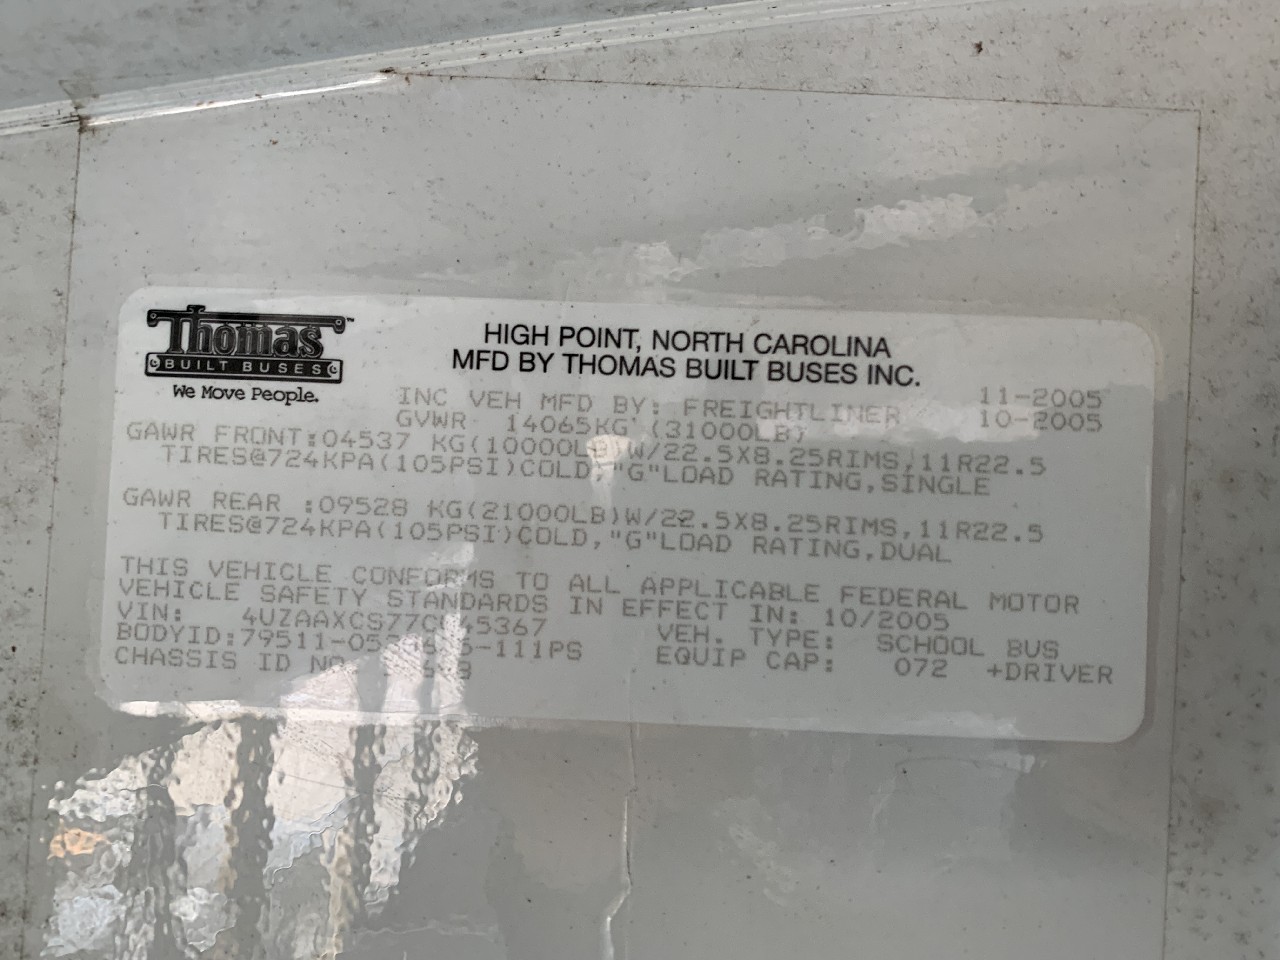 Thomas™
BUILT BUSES
We Move People.
HIGH POINT, NORTH CAROLINA
MFD BY THOMAS BUILT BUSES INC.
11-2005
INC VEH MFD BY: FREIGHTLINER 10-2005
GVWR 14065KG (31000LB)
GAWR FRONT:04537 KG(10000LB)W/22.5X8.25RIMS,11R22.5
TIRES@724KPA(105PSI)COLD,"G"LOAD RATING,SINGLE
GAWR REAR :09528 KG(21000LB)W/22.5X8.25RIMS,11R22.5
TIRES@724KPA(105PSI)COLD,"G"LOAD RATING,DUAL
THIS VEHICLE CONFORMS TO ALL APPLICABLE FEDERAL MOTOR
VEHICLE SAFETY STANDARDS IN EFFECT IN: 10/2005
VIN: VEH. TYPE: SCHOOL BUS
BODYID: EQUIP CAP: 072 +DRIVER
CHASSIS ID NO